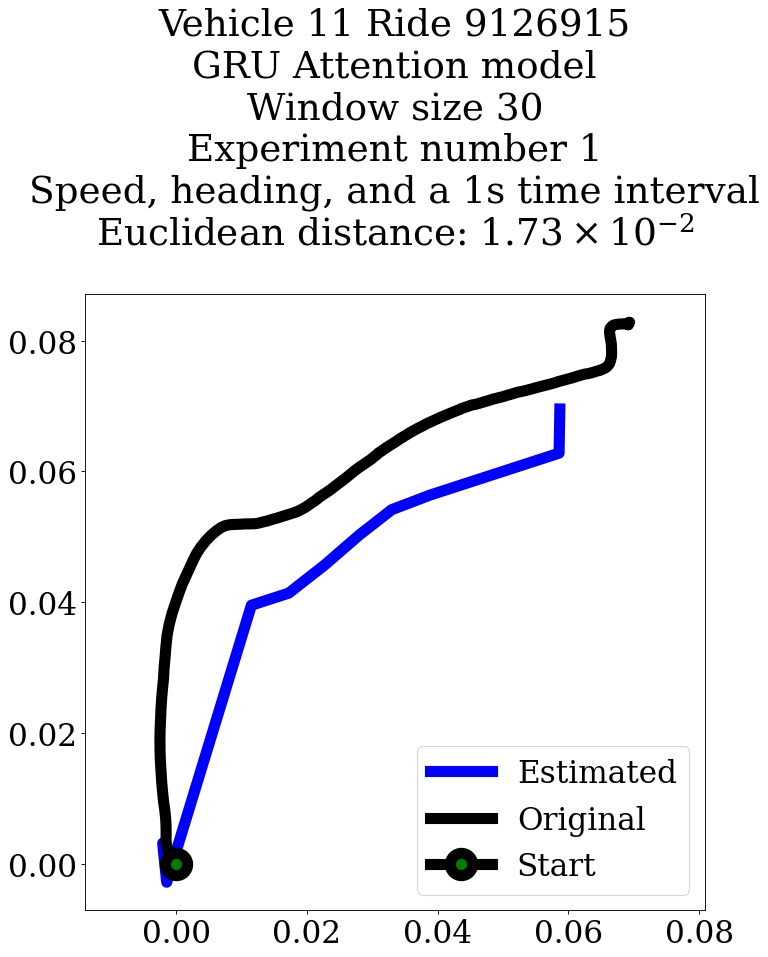 Vehicle 11 Ride 9126915
GRU Attention model
Window size 30
Experiment number 1
Speed, heading, and a 1s time interval
Euclidean distance: 1.73 × 10⁻²
0.08
0.06
0.04
0.02
0.00
Estimated
Original
Start
0.00 0.02 0.04 0.06 0.08